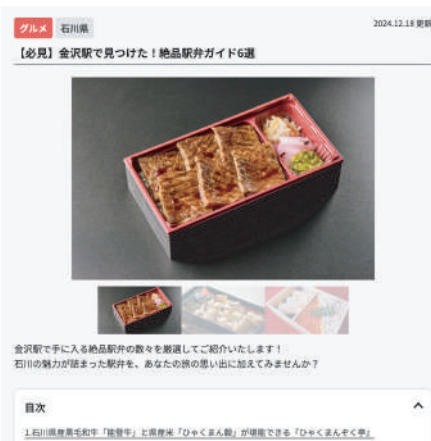 グルメ 石川県
2024.12.18 更新
【必見】金沢駅で見つけた！絶品駅弁ガイド6選
金沢駅で手に入る絶品駅弁の数々を厳選してご紹介いたします！
石川の魅力が詰まった駅弁を、あなたの旅の思い出に加えてみませんか？
目次
1.石川県産黒毛和牛「能登牛」と県産米「ひゃくまん穀」が堪能できる「ひゃくまんぞく亭」